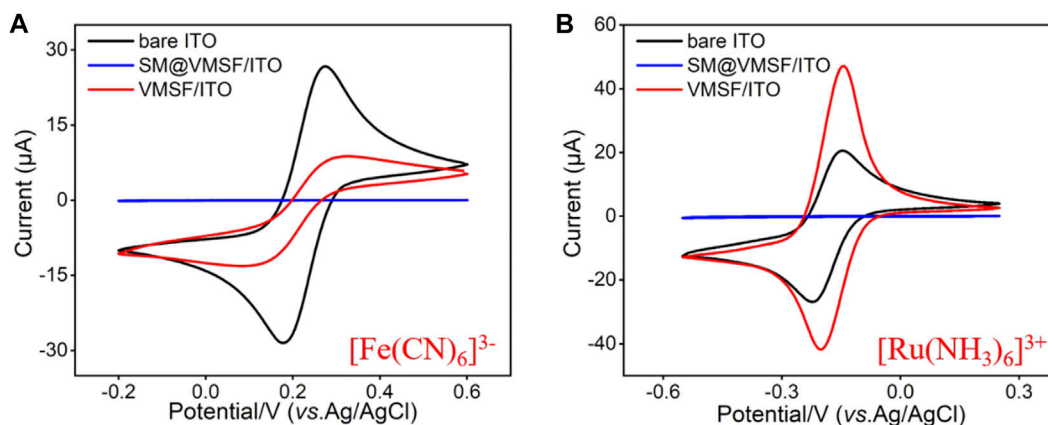 A
bare ITO
SM@VMSF/ITO
VMSF/ITO
Current (μA)
30
15
0
-15
-30
[Fe(CN)₆]³⁻
-0.2 0.0 0.2 0.4 0.6
Potential/V (vs.Ag/AgCl)
B
bare ITO
SM@VMSF/ITO
VMSF/ITO
Current (μA)
60
40
20
0
-20
-40
[Ru(NH₃)₆]³⁺
-0.6 -0.3 0.0 0.3
Potential/V (vs.Ag/AgCl)